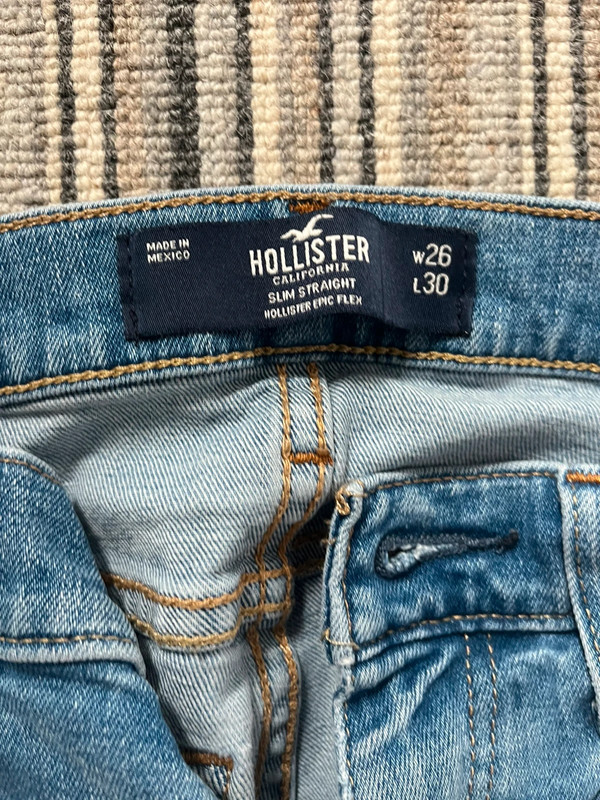 MADE IN
MEXICO
HOLLISTER
CALIFORNIA
SLIM STRAIGHT
HOLLISTER EPIC FLEX
W26
L30